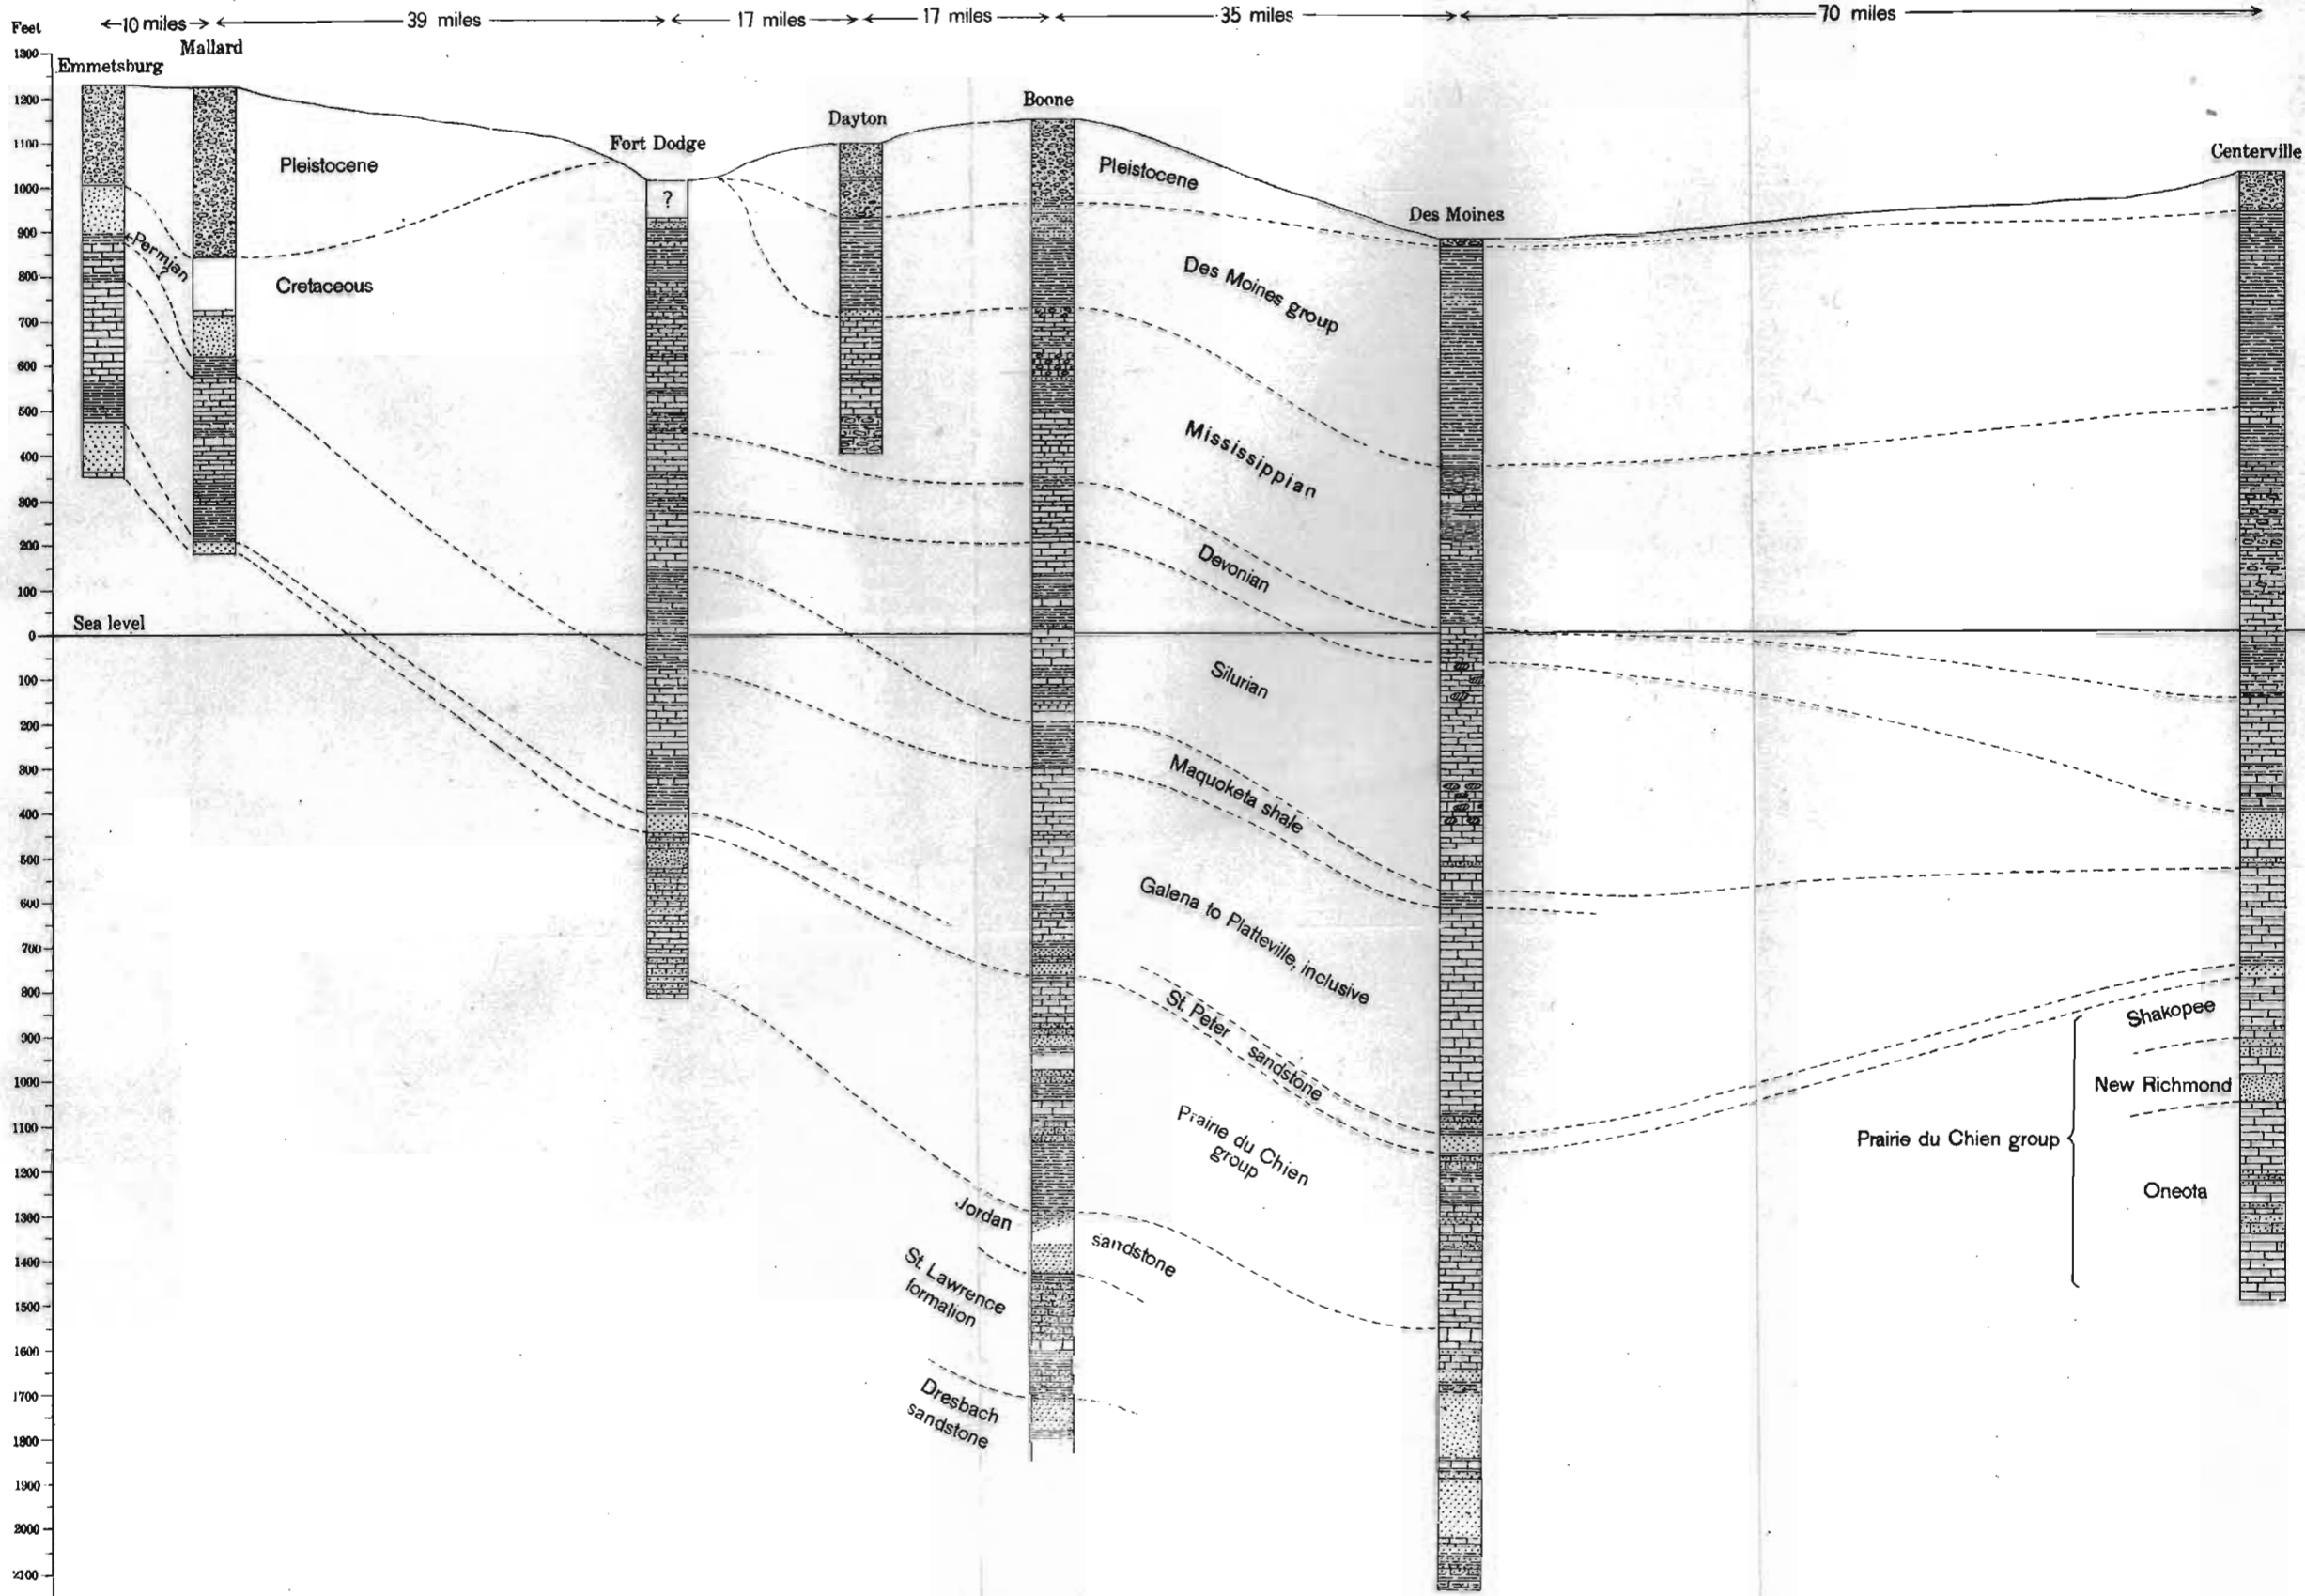 Feet
10 miles
39 miles
17 miles
17 miles
35 miles
70 miles
Emmetsburg
Mallard
Fort Dodge
Dayton
Boone
Des Moines
Centerville
1300
1200
1100
1000
900
800
700
600
500
400
300
200
100
0
100
200
300
400
500
600
700
800
900
1000
1100
1200
1300
1400
1500
1600
1700
1800
1900
2000
2100
Sea level
Pleistocene
Permian
?
Cretaceous
?
Pleistocene
Des Moines group
Mississippian
Devonian
Silurian
Maquoketa shale
Galena to Platteville, inclusive
St. Peter sandstone
Prairie du Chien
group
Jordan sandstone
St. Lawrence
formation
Dresbach
sandstone
Shakopee
New Richmond
Prairie du Chien group
Oneota